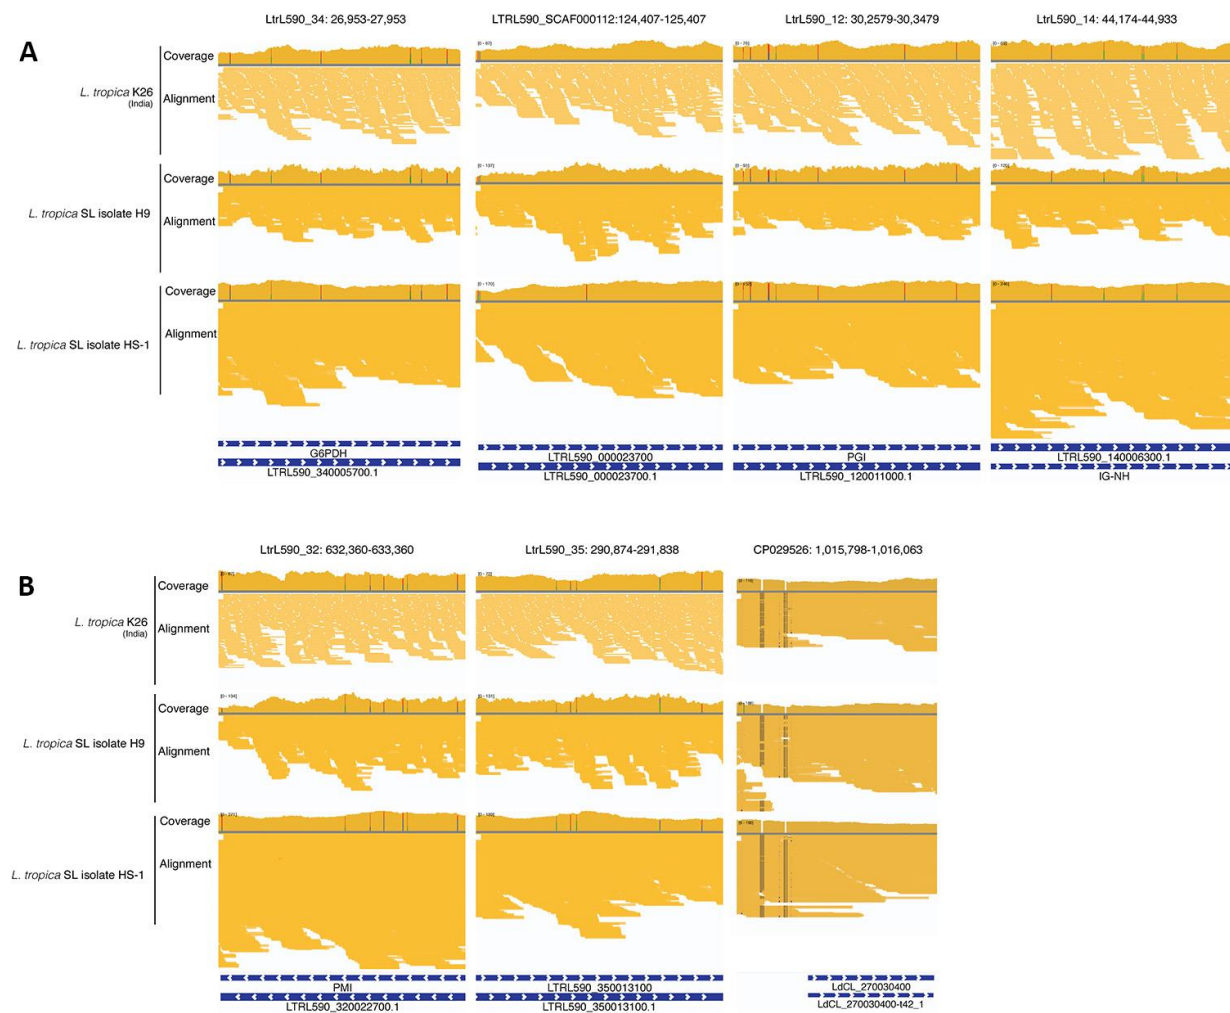 LtrL590_34: 26,953-27,953
LTRL590_SCAF000112:124,407-125,407
LtrL590_12: 30,2579-30,3479
LtrL590_14: 44,174-44,933
A
Coverage
L. tropica K26
(India)
Alignment
Coverage
L. tropica SL isolate H9
Alignment
Coverage
L. tropica SL isolate HS-1
Alignment
G6PDH
LTRL590_340005700.1
LTRL590_000023700
LTRL590_000023700.1
PGI
LTRL590_120011000.1
LTRL590_140006300.1
IG-NH
LtrL590_32: 632,360-633,360
LtrL590_35: 290,874-291,838
CP029526: 1,015,798-1,016,063
B
Coverage
L. tropica K26
(India)
Alignment
Coverage
L. tropica SL isolate H9
Alignment
Coverage
L. tropica SL isolate HS-1
Alignment
PMI
LTRL590_320022700.1
LTRL590_350013100
LTRL590_350013100.1
LdCL_270030400
LdCL_270030400-t42_1